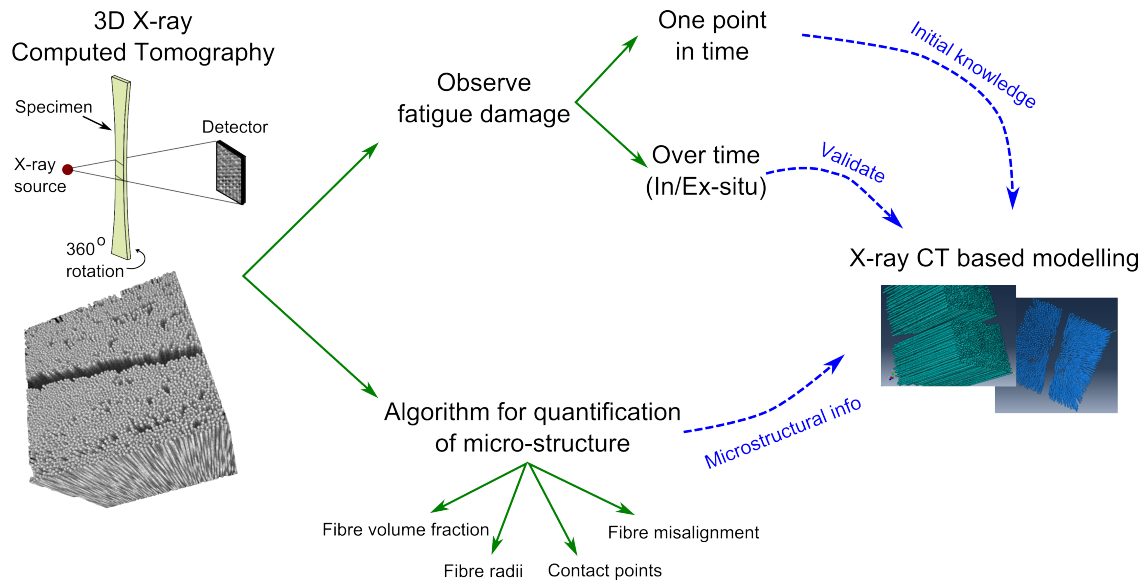 3D X-ray
Computed Tomography
Specimen
Detector
X-ray
source
360°
rotation
Observe
fatigue damage
One point
in time
Initial knowledge
Over time
(In/Ex-situ)
Validate
X-ray CT based modelling
Algorithm for quantification
of micro-structure
Microstructural info
Fibre volume fraction
Fibre misalignment
Fibre radii
Contact points